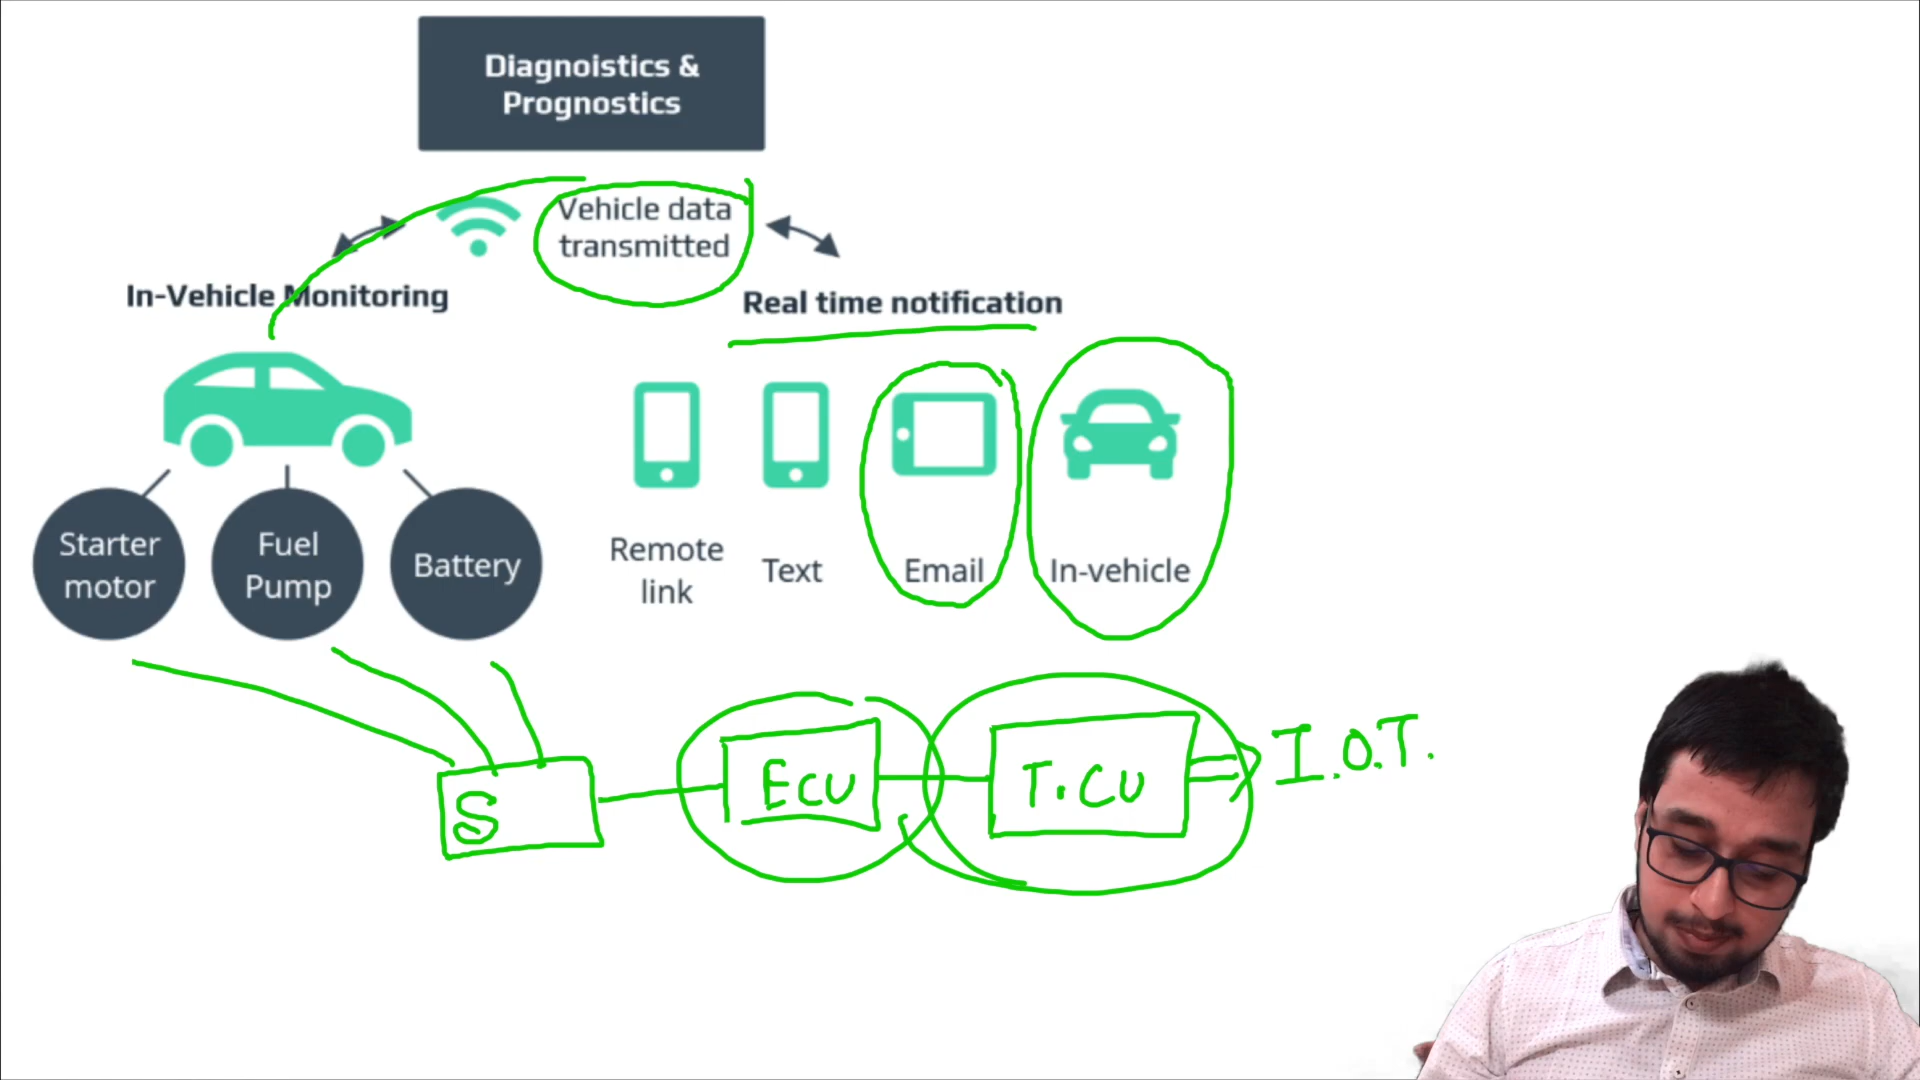 Diagnoistics &
Prognostics
Vehicle data
transmitted
In-Vehicle Monitoring
Real time notification
Starter
motor
Fuel
Pump
Battery
Remote
link
Text
Email
In-vehicle
S
ECU
T.CU
I.O.T.